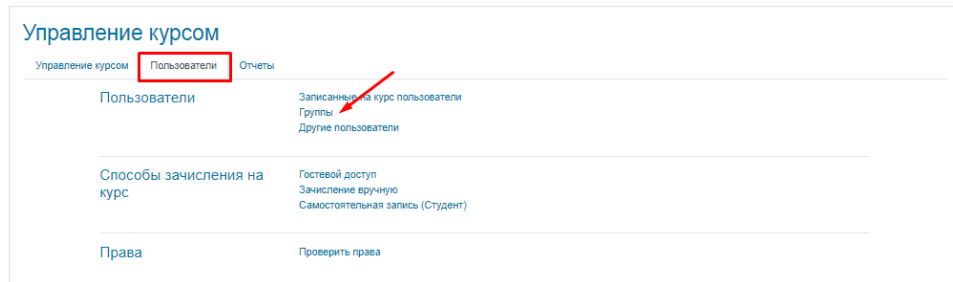 Управление курсом
Управление курсом Пользователи Отчеты
Пользователи
Записанные на курс пользователи
Группы
Другие пользователи
Способы зачисления на
курс
Гостевой доступ
Зачисление вручную
Самостоятельная запись (Студент)
Права
Проверить права